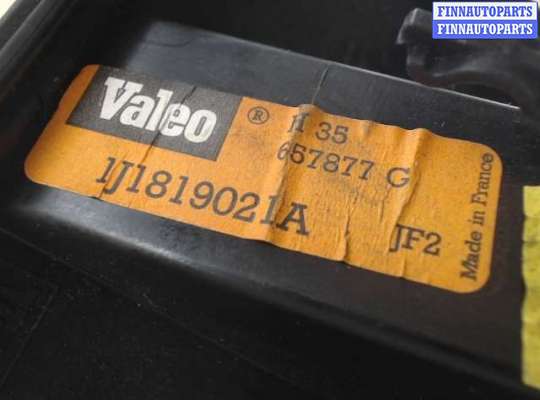 FINNAUTOPARTS
FINNAUTOPARTS
Valeo ® H 35
657877 G
1J1819021A
JF2
Made in France